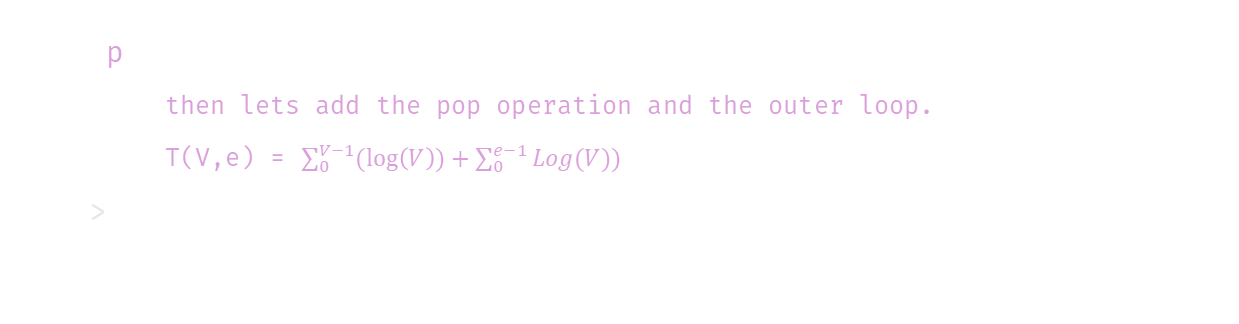 p
then lets add the pop operation and the outer loop.
T(V,e) = ∑₀^{V−1}(log(V)) + ∑₀^{e−1} Log(V))
>